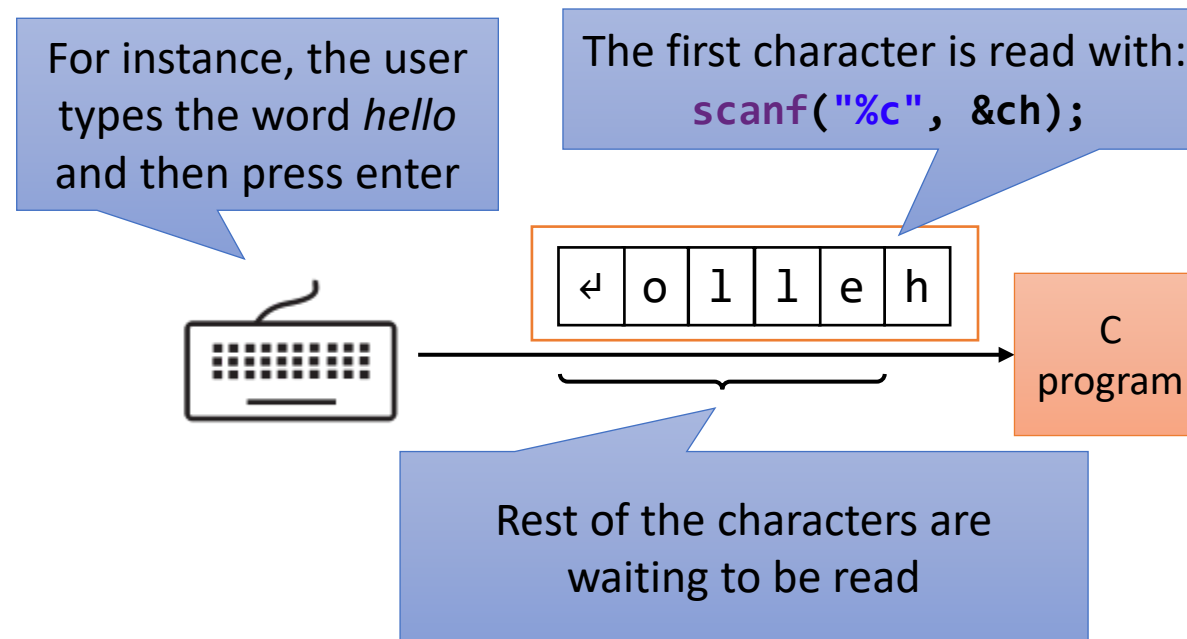 For instance, the user
types the word hello
and then press enter
The first character is read with:
scanf("%c", &ch);
↵ o l l e h
C
program
Rest of the characters are
waiting to be read